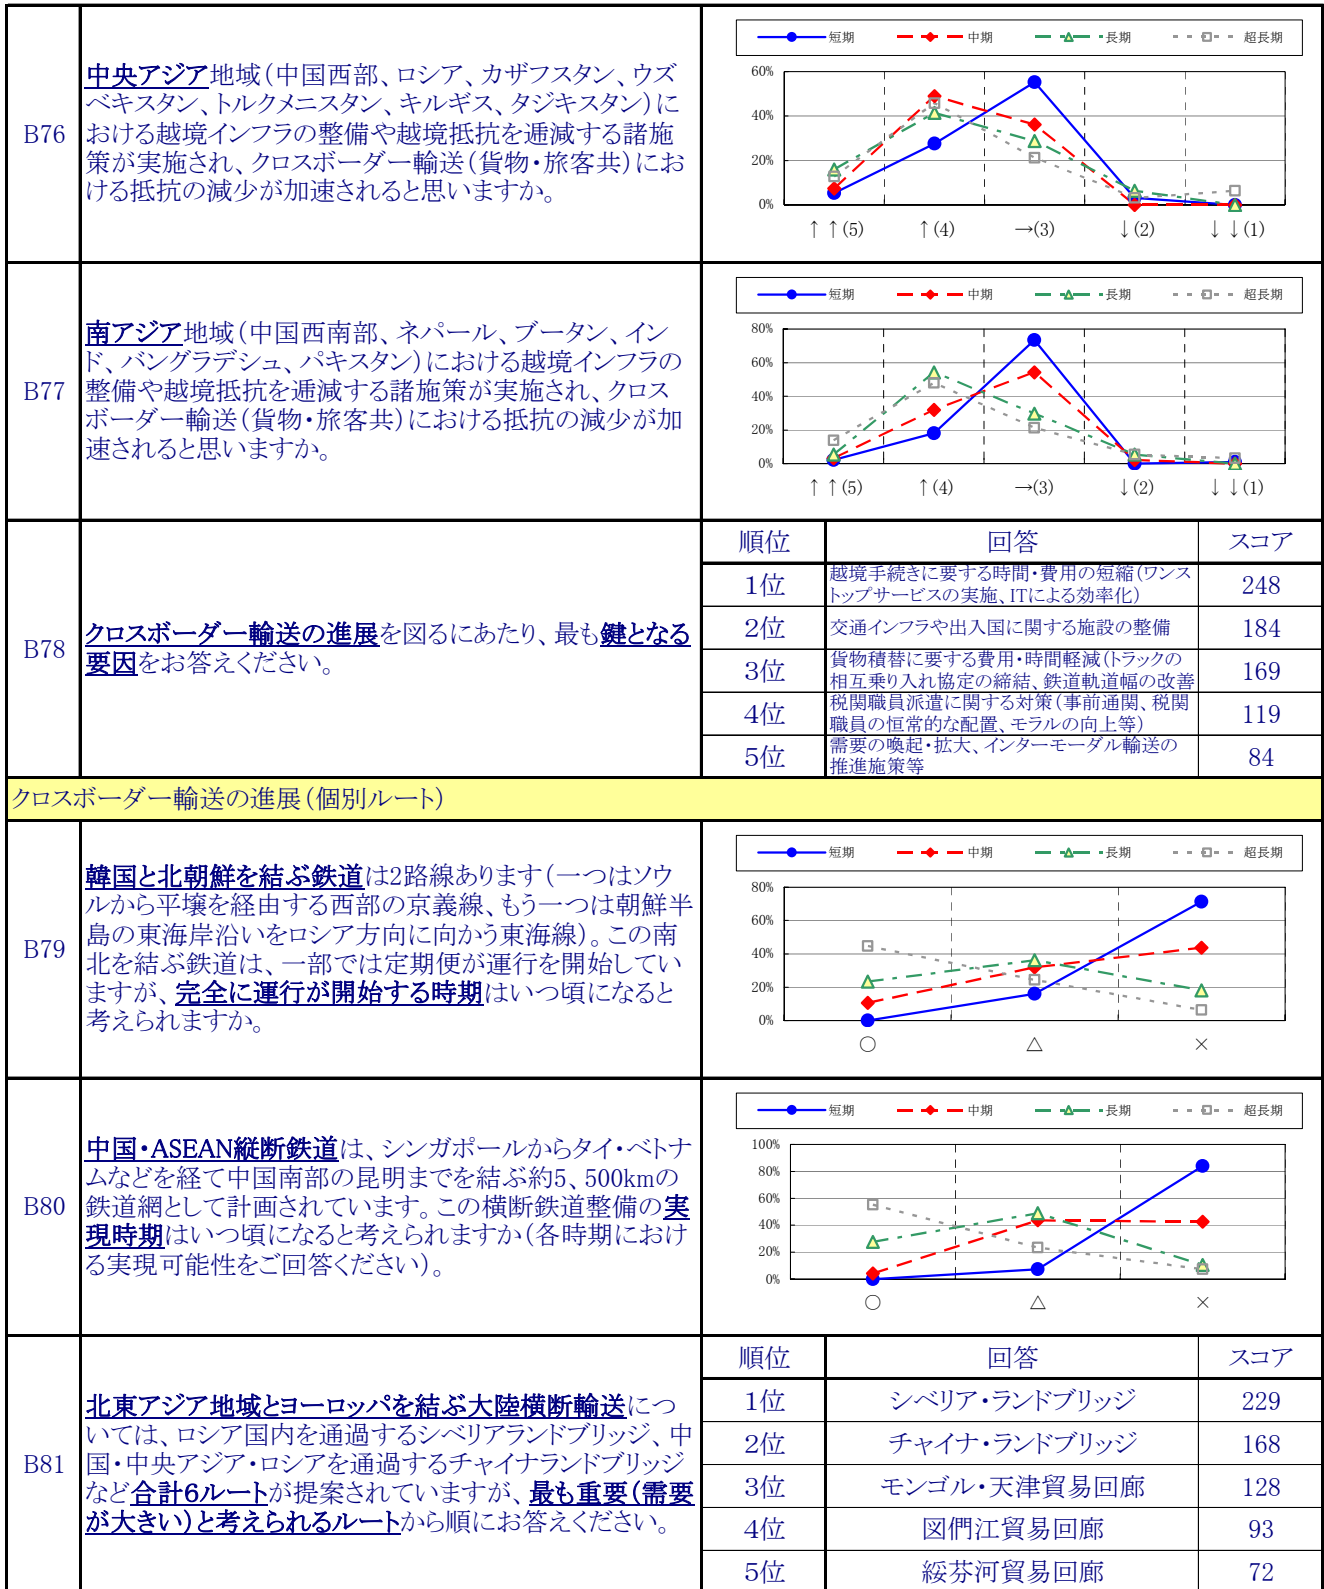 B76
中央アジア地域(中国西部、ロシア、カザフスタン、ウズ
ベキスタン、トルクメニスタン、キルギス、タジキスタン)に
おける越境インフラの整備や越境抵抗を逓減する諸施
策が実施され、クロスボーダー輸送(貨物・旅客共)にお
ける抵抗の減少が加速されると思いますか。
短期 中期 長期 超長期
60%
40%
20%
0%
↑↑(5) ↑(4) →(3) ↓(2) ↓↓(1)
B77
南アジア地域(中国西南部、ネパール、ブータン、イン
ド、バングラデシュ、パキスタン)における越境インフラの
整備や越境抵抗を逓減する諸施策が実施され、クロス
ボーダー輸送(貨物・旅客共)における抵抗の減少が加
速されると思いますか。
短期 中期 長期 超長期
80%
60%
40%
20%
0%
↑↑(5) ↑(4) →(3) ↓(2) ↓↓(1)
B78
クロスボーダー輸送の進展を図るにあたり、最も鍵となる
要因をお答えください。
順位 回答 スコア
1位 越境手続きに要する時間・費用の短縮(ワンス
トップサービスの実施、ITによる効率化) 248
2位 交通インフラや出入国に関する施設の整備 184
3位 貨物積替に要する費用・時間軽減(トラックの
相互乗り入れ協定の締結、鉄道軌道幅の改善 169
4位 税関職員派遣に関する対策(事前通関、税関
職員の恒常的な配置、モラルの向上等) 119
5位 需要の喚起・拡大、インターモーダル輸送の
推進施策等 84
クロスボーダー輸送の進展(個別ルート)
B79
韓国と北朝鮮を結ぶ鉄道は2路線あります(一つはソウ
ルから平壌を経由する西部の京義線、もう一つは朝鮮半
島の東海岸沿いをロシア方向に向かう東海線)。この南
北を結ぶ鉄道は、一部では定期便が運行を開始してい
ますが、完全に運行が開始する時期はいつ頃になると
考えられますか。
短期 中期 長期 超長期
80%
60%
40%
20%
0%
○ △ ×
B80
中国・ASEAN縦断鉄道は、シンガポールからタイ・ベトナ
ムなどを経て中国南部の昆明までを結ぶ約5、500kmの
鉄道網として計画されています。この横断鉄道整備の実
現時期はいつ頃になると考えられますか(各時期におけ
る実現可能性をご回答ください)。
短期 中期 長期 超長期
100%
80%
60%
40%
20%
0%
○ △ ×
B81
北東アジア地域とヨーロッパを結ぶ大陸横断輸送につ
いては、ロシア国内を通過するシベリアランドブリッジ、中
国・中央アジア・ロシアを通過するチャイナランドブリッジ
など合計6ルートが提案されていますが、最も重要(需要
が大きい)と考えられるルートから順にお答えください。
順位 回答 スコア
1位 シベリア・ランドブリッジ 229
2位 チャイナ・ランドブリッジ 168
3位 モンゴル・天津貿易回廊 128
4位 図們江貿易回廊 93
5位 綏芬河貿易回廊 72